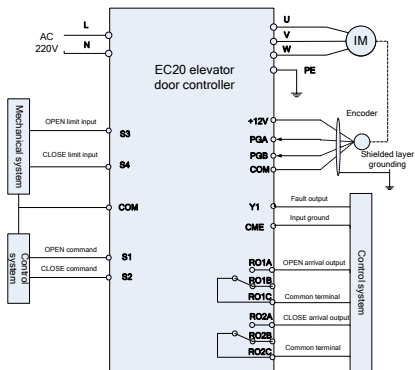 AC
220V
L
N
EC20 elevator
door controller
U
V
W
IM
PE
Encoder
+12V
PGA
PGB
COM
Shielded layer
grounding
Mechanical system
OPEN limit input
S3
CLOSE limit input
S4
COM
Control
system
OPEN command
S1
CLOSE command
S2
Y1
Fault output
CME
Input ground
RO1A
OPEN arrival output
RO1B
RO1C
Common terminal
RO2A
CLOSE arrival output
RO2B
RO2C
Common terminal
Control system